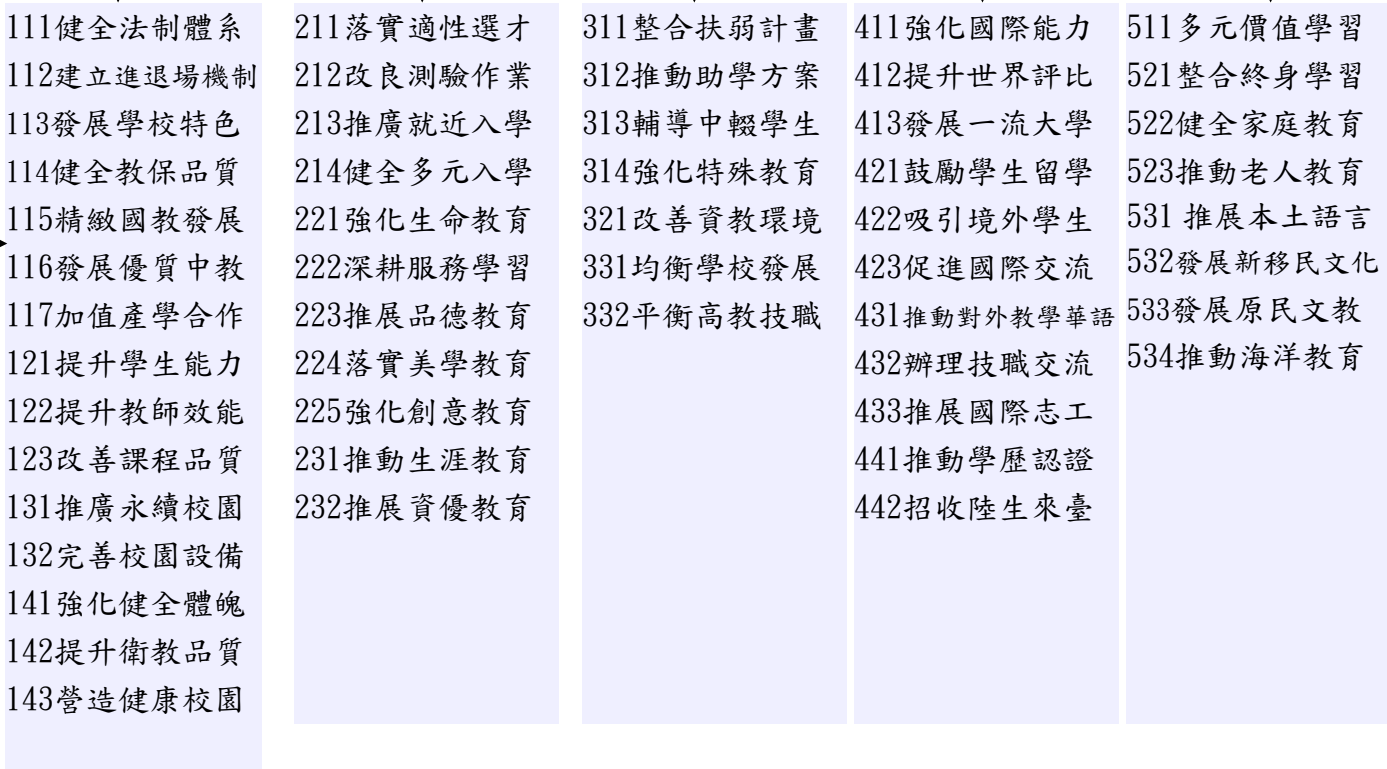 111健全法制體系
112建立進退場機制
113發展學校特色
114健全教保品質
115精緻國教發展
116發展優質中教
117加值產學合作
121提升學生能力
122提升教師效能
123改善課程品質
131推廣永續校園
132完善校園設備
141強化健全體魄
142提升衛教品質
143營造健康校園
211落實適性選才
212改良測驗作業
213推廣就近入學
214健全多元入學
221強化生命教育
222深耕服務學習
223推展品德教育
224落實美學教育
225強化創意教育
231推動生涯教育
232推展資優教育
311整合扶弱計畫
312推動助學方案
313輔導中輟學生
314強化特殊教育
321改善資教環境
331均衡學校發展
332平衡高教技職
411強化國際能力
412提升世界評比
413發展一流大學
421鼓勵學生留學
422吸引境外學生
423促進國際交流
431推動對外教學華語
432辦理技職交流
433推展國際志工
441推動學歷認證
442招收陸生來臺
511多元價值學習
521整合終身學習
522健全家庭教育
523推動老人教育
531 推展本土語言
532發展新移民文化
533發展原民文教
534推動海洋教育